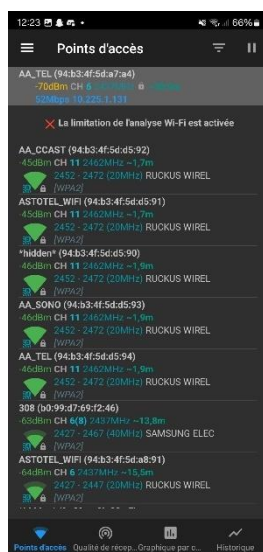 12:23
66%
Points d'accès
AA_TEL (94:b3:4f:5d:a7:a4)
-70dBm CH 6
52Mbps 10.225.1.131
La limitation de l'analyse Wi-Fi est activée
AA_CCAST (94:b3:4f:5d:d5:92)
-45dBm CH 11 2462MHz ~1,7m
2452 - 2472 (20MHz) RUCKUS WIREL
[WPA2]
ASTOTEL_WIFI (94:b3:4f:5d:d5:91)
-45dBm CH 11 2462MHz ~1,7m
2452 - 2472 (20MHz) RUCKUS WIREL
[WPA2]
*hidden* (94:b3:4f:5d:d5:90)
-46dBm CH 11 2462MHz ~1,9m
2452 - 2472 (20MHz) RUCKUS WIREL
[WPA2]
AA_SONO (94:b3:4f:5d:d5:93)
-46dBm CH 11 2462MHz ~1,9m
2452 - 2472 (20MHz) RUCKUS WIREL
[WPA2]
AA_TEL (94:b3:4f:5d:d5:94)
-46dBm CH 11 2462MHz ~1,9m
2452 - 2472 (20MHz) RUCKUS WIREL
[WPA2]
308 (b0:99:d7:69:f2:46)
-63dBm CH 6(8) 2437MHz ~13,8m
2427 - 2467 (40MHz) SAMSUNG ELEC
[WPA2]
ASTOTEL_WIFI (94:b3:4f:5d:a8:91)
-64dBm CH 6 2437MHz ~15,5m
2427 - 2447 (20MHz) RUCKUS WIREL
[WPA2]
Points d'accès Qualité de récep... Graphique par c... Historique